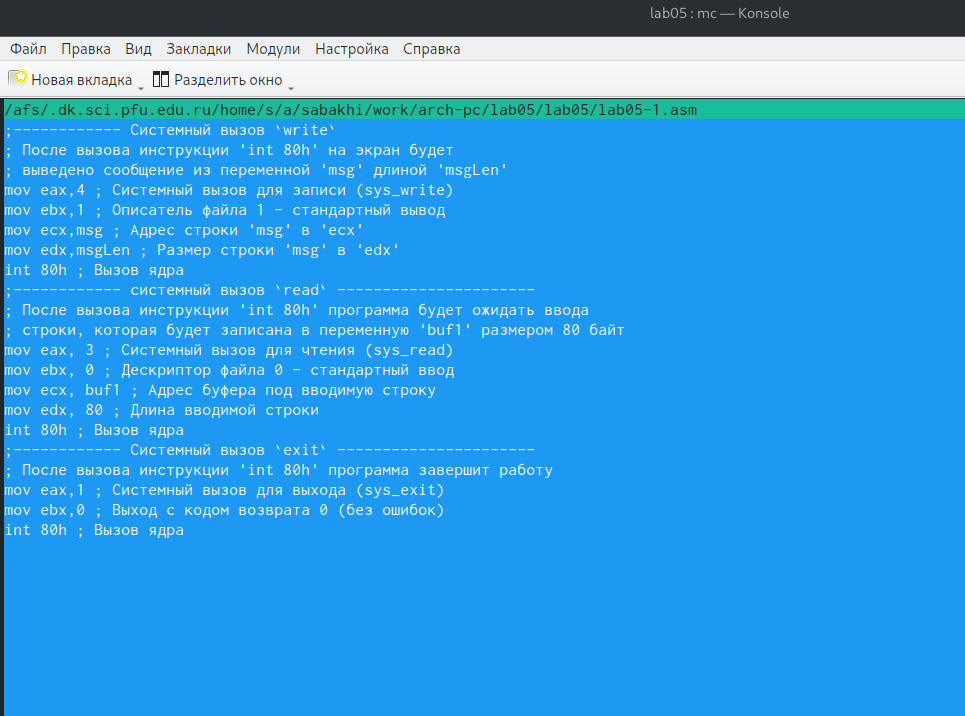 lab05 : mc — Konsole
Файл Правка Вид Закладки Модули Настройка Справка
Новая вкладка Разделить окно
/afs/.dk.sci.pfu.edu.ru/home/s/a/sabakhi/work/arch-pc/lab05/lab05/lab05-1.asm
;------------ Системный вызов `write`
; После вызова инструкции 'int 80h' на экран будет
; выведено сообщение из переменной 'msg' длиной 'msgLen'
mov eax,4 ; Системный вызов для записи (sys_write)
mov ebx,1 ; Описатель файла 1 - стандартный вывод
mov ecx,msg ; Адрес строки 'msg' в 'ecx'
mov edx,msgLen ; Размер строки 'msg' в 'edx'
int 80h ; Вызов ядра
;------------ системный вызов `read` ----------------------
; После вызова инструкции 'int 80h' программа будет ожидать ввода
; строки, которая будет записана в переменную 'buf1' размером 80 байт
mov eax, 3 ; Системный вызов для чтения (sys_read)
mov ebx, 0 ; Дескриптор файла 0 - стандартный ввод
mov ecx, buf1 ; Адрес буфера под вводимую строку
mov edx, 80 ; Длина вводимой строки
int 80h ; Вызов ядра
;------------ Системный вызов `exit` ----------------------
; После вызова инструкции 'int 80h' программа завершит работу
mov eax,1 ; Системный вызов для выхода (sys_exit)
mov ebx,0 ; Выход с кодом возврата 0 (без ошибок)
int 80h ; Вызов ядра